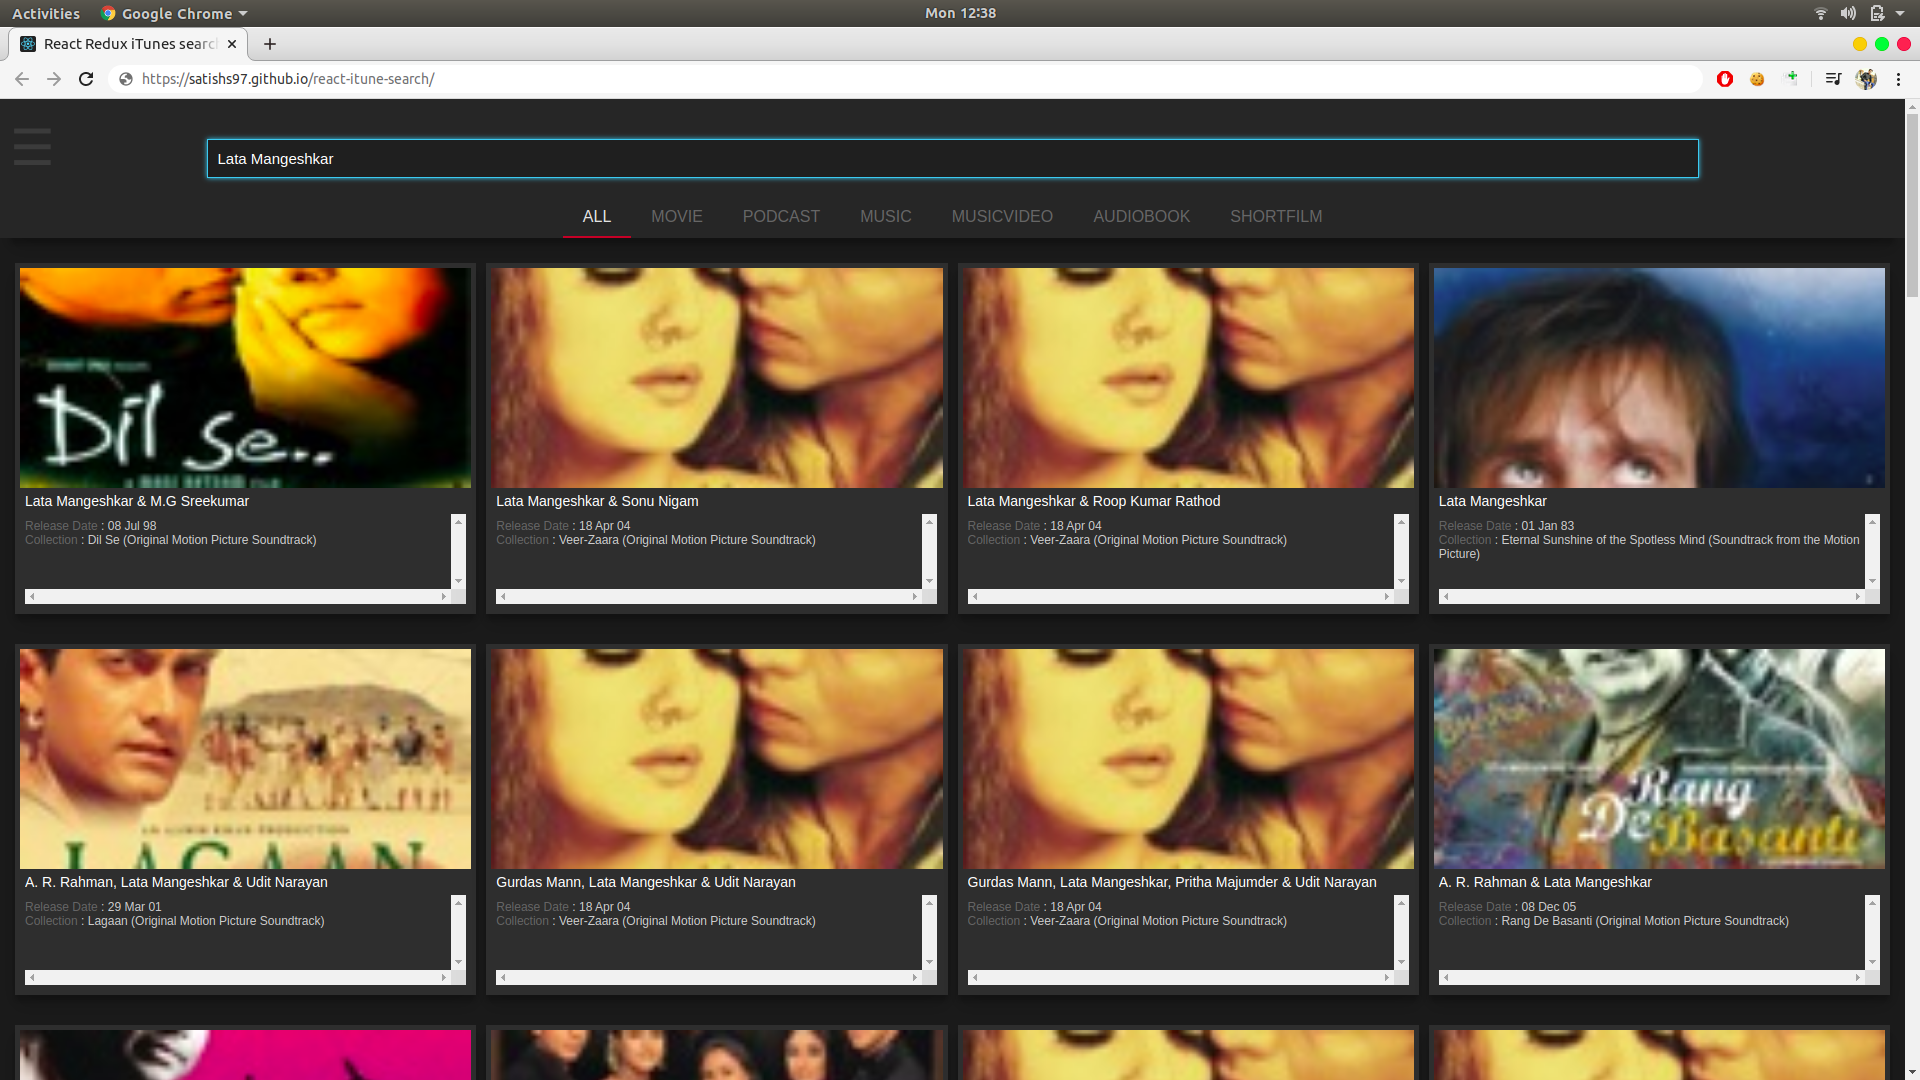 Activities
Google Chrome
Mon 12:38
React Redux iTunes searc
https://satishs97.github.io/react-itune-search/
Lata Mangeshkar
ALL MOVIE PODCAST MUSIC MUSICVIDEO AUDIOBOOK SHORTFILM
Dil se..
Lata Mangeshkar & M.G Sreekumar
Release Date : 08 Jul 98
Collection : Dil Se (Original Motion Picture Soundtrack)
Lata Mangeshkar & Sonu Nigam
Release Date : 18 Apr 04
Collection : Veer-Zaara (Original Motion Picture Soundtrack)
Lata Mangeshkar & Roop Kumar Rathod
Release Date : 18 Apr 04
Collection : Veer-Zaara (Original Motion Picture Soundtrack)
Lata Mangeshkar
Release Date : 01 Jan 83
Collection : Eternal Sunshine of the Spotless Mind (Soundtrack from the Motion
Picture)
LAGAAN
A. R. Rahman, Lata Mangeshkar & Udit Narayan
Release Date : 29 Mar 01
Collection : Lagaan (Original Motion Picture Soundtrack)
Gurdas Mann, Lata Mangeshkar & Udit Narayan
Release Date : 18 Apr 04
Collection : Veer-Zaara (Original Motion Picture Soundtrack)
Gurdas Mann, Lata Mangeshkar, Pritha Majumder & Udit Narayan
Release Date : 18 Apr 04
Collection : Veer-Zaara (Original Motion Picture Soundtrack)
Rang
De Basanti
A. R. Rahman & Lata Mangeshkar
Release Date : 08 Dec 05
Collection : Rang De Basanti (Original Motion Picture Soundtrack)